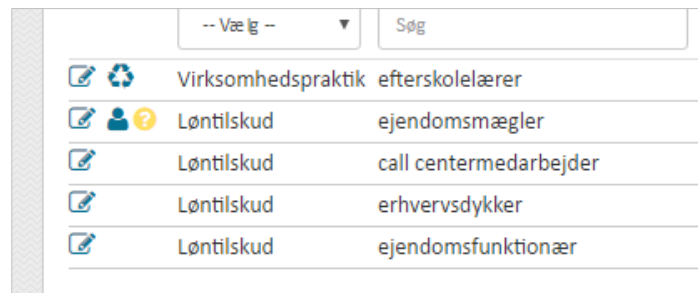 -- Vælg -- Søg
Virksomhedspraktik efterskolelærer
Løntilskud ejendomsmægler
Løntilskud call centermedarbejder
Løntilskud erhvervsdykker
Løntilskud ejendomsfunktionær